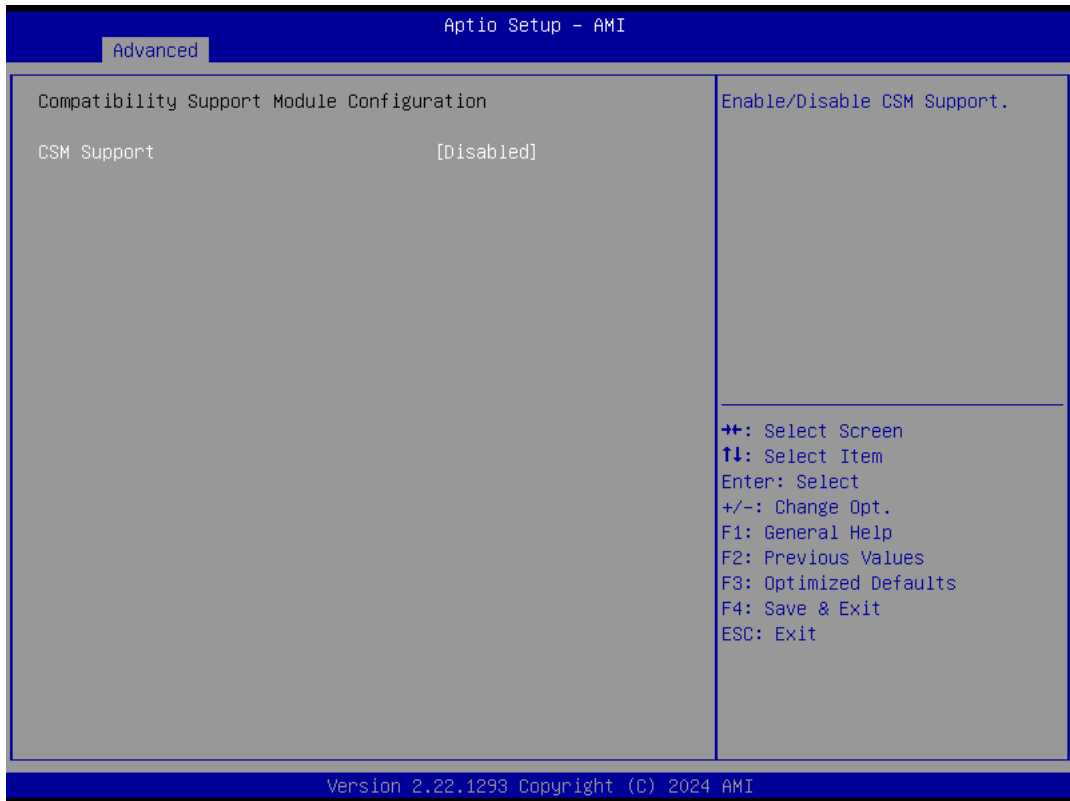 Aptio Setup – AMI
Advanced
Compatibility Support Module Configuration
CSM Support [Disabled]
Enable/Disable CSM Support.
→←: Select Screen
↑↓: Select Item
Enter: Select
+/-: Change Opt.
F1: General Help
F2: Previous Values
F3: Optimized Defaults
F4: Save & Exit
ESC: Exit
Version 2.22.1293 Copyright (C) 2024 AMI